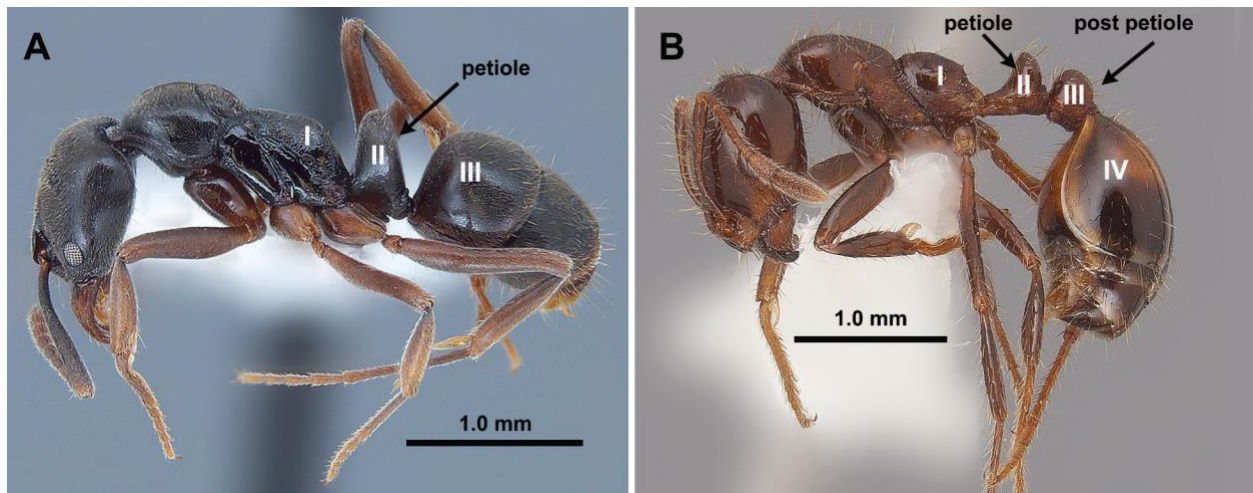 A
petiole
I
II
III
1.0 mm
B
petiole
post petiole
I
II
III
IV
1.0 mm